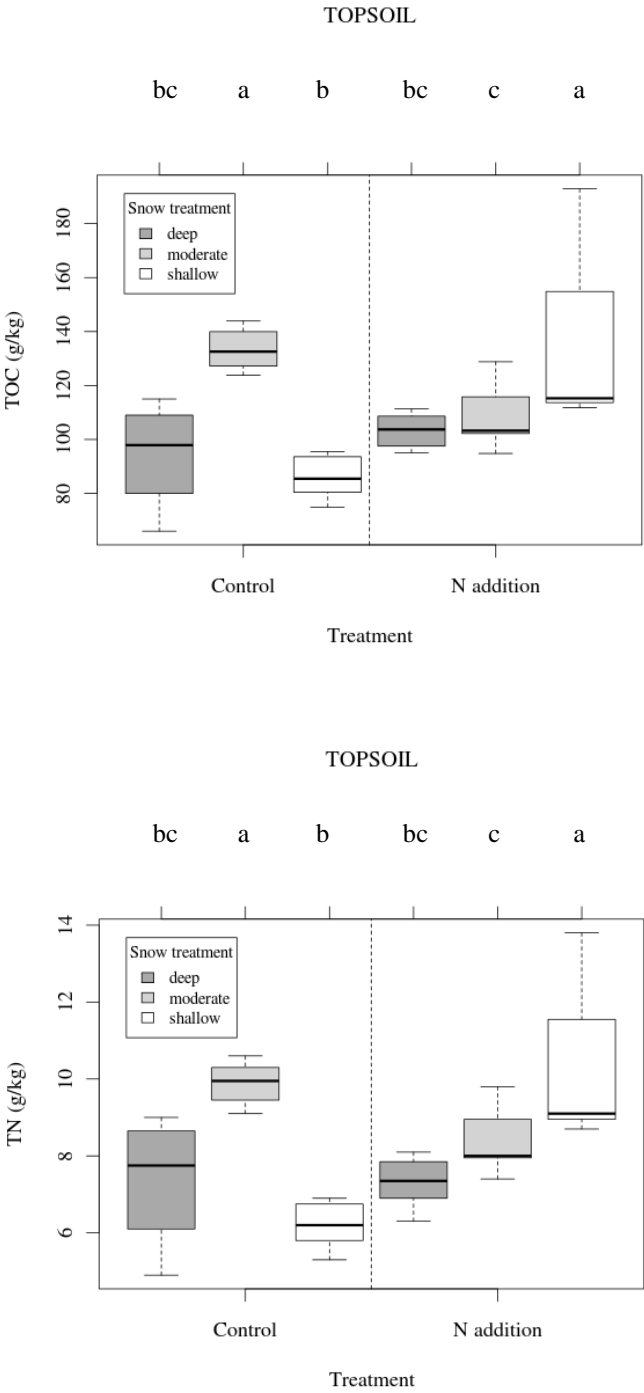 TOPSOIL
bc a b bc c a
Snow treatment
deep
moderate
shallow
TOC (g/kg)
80 100 120 140 160 180
Control N addition
Treatment
TOPSOIL
bc a b bc c a
Snow treatment
deep
moderate
shallow
TN (g/kg)
6 8 10 12 14
Control N addition
Treatment